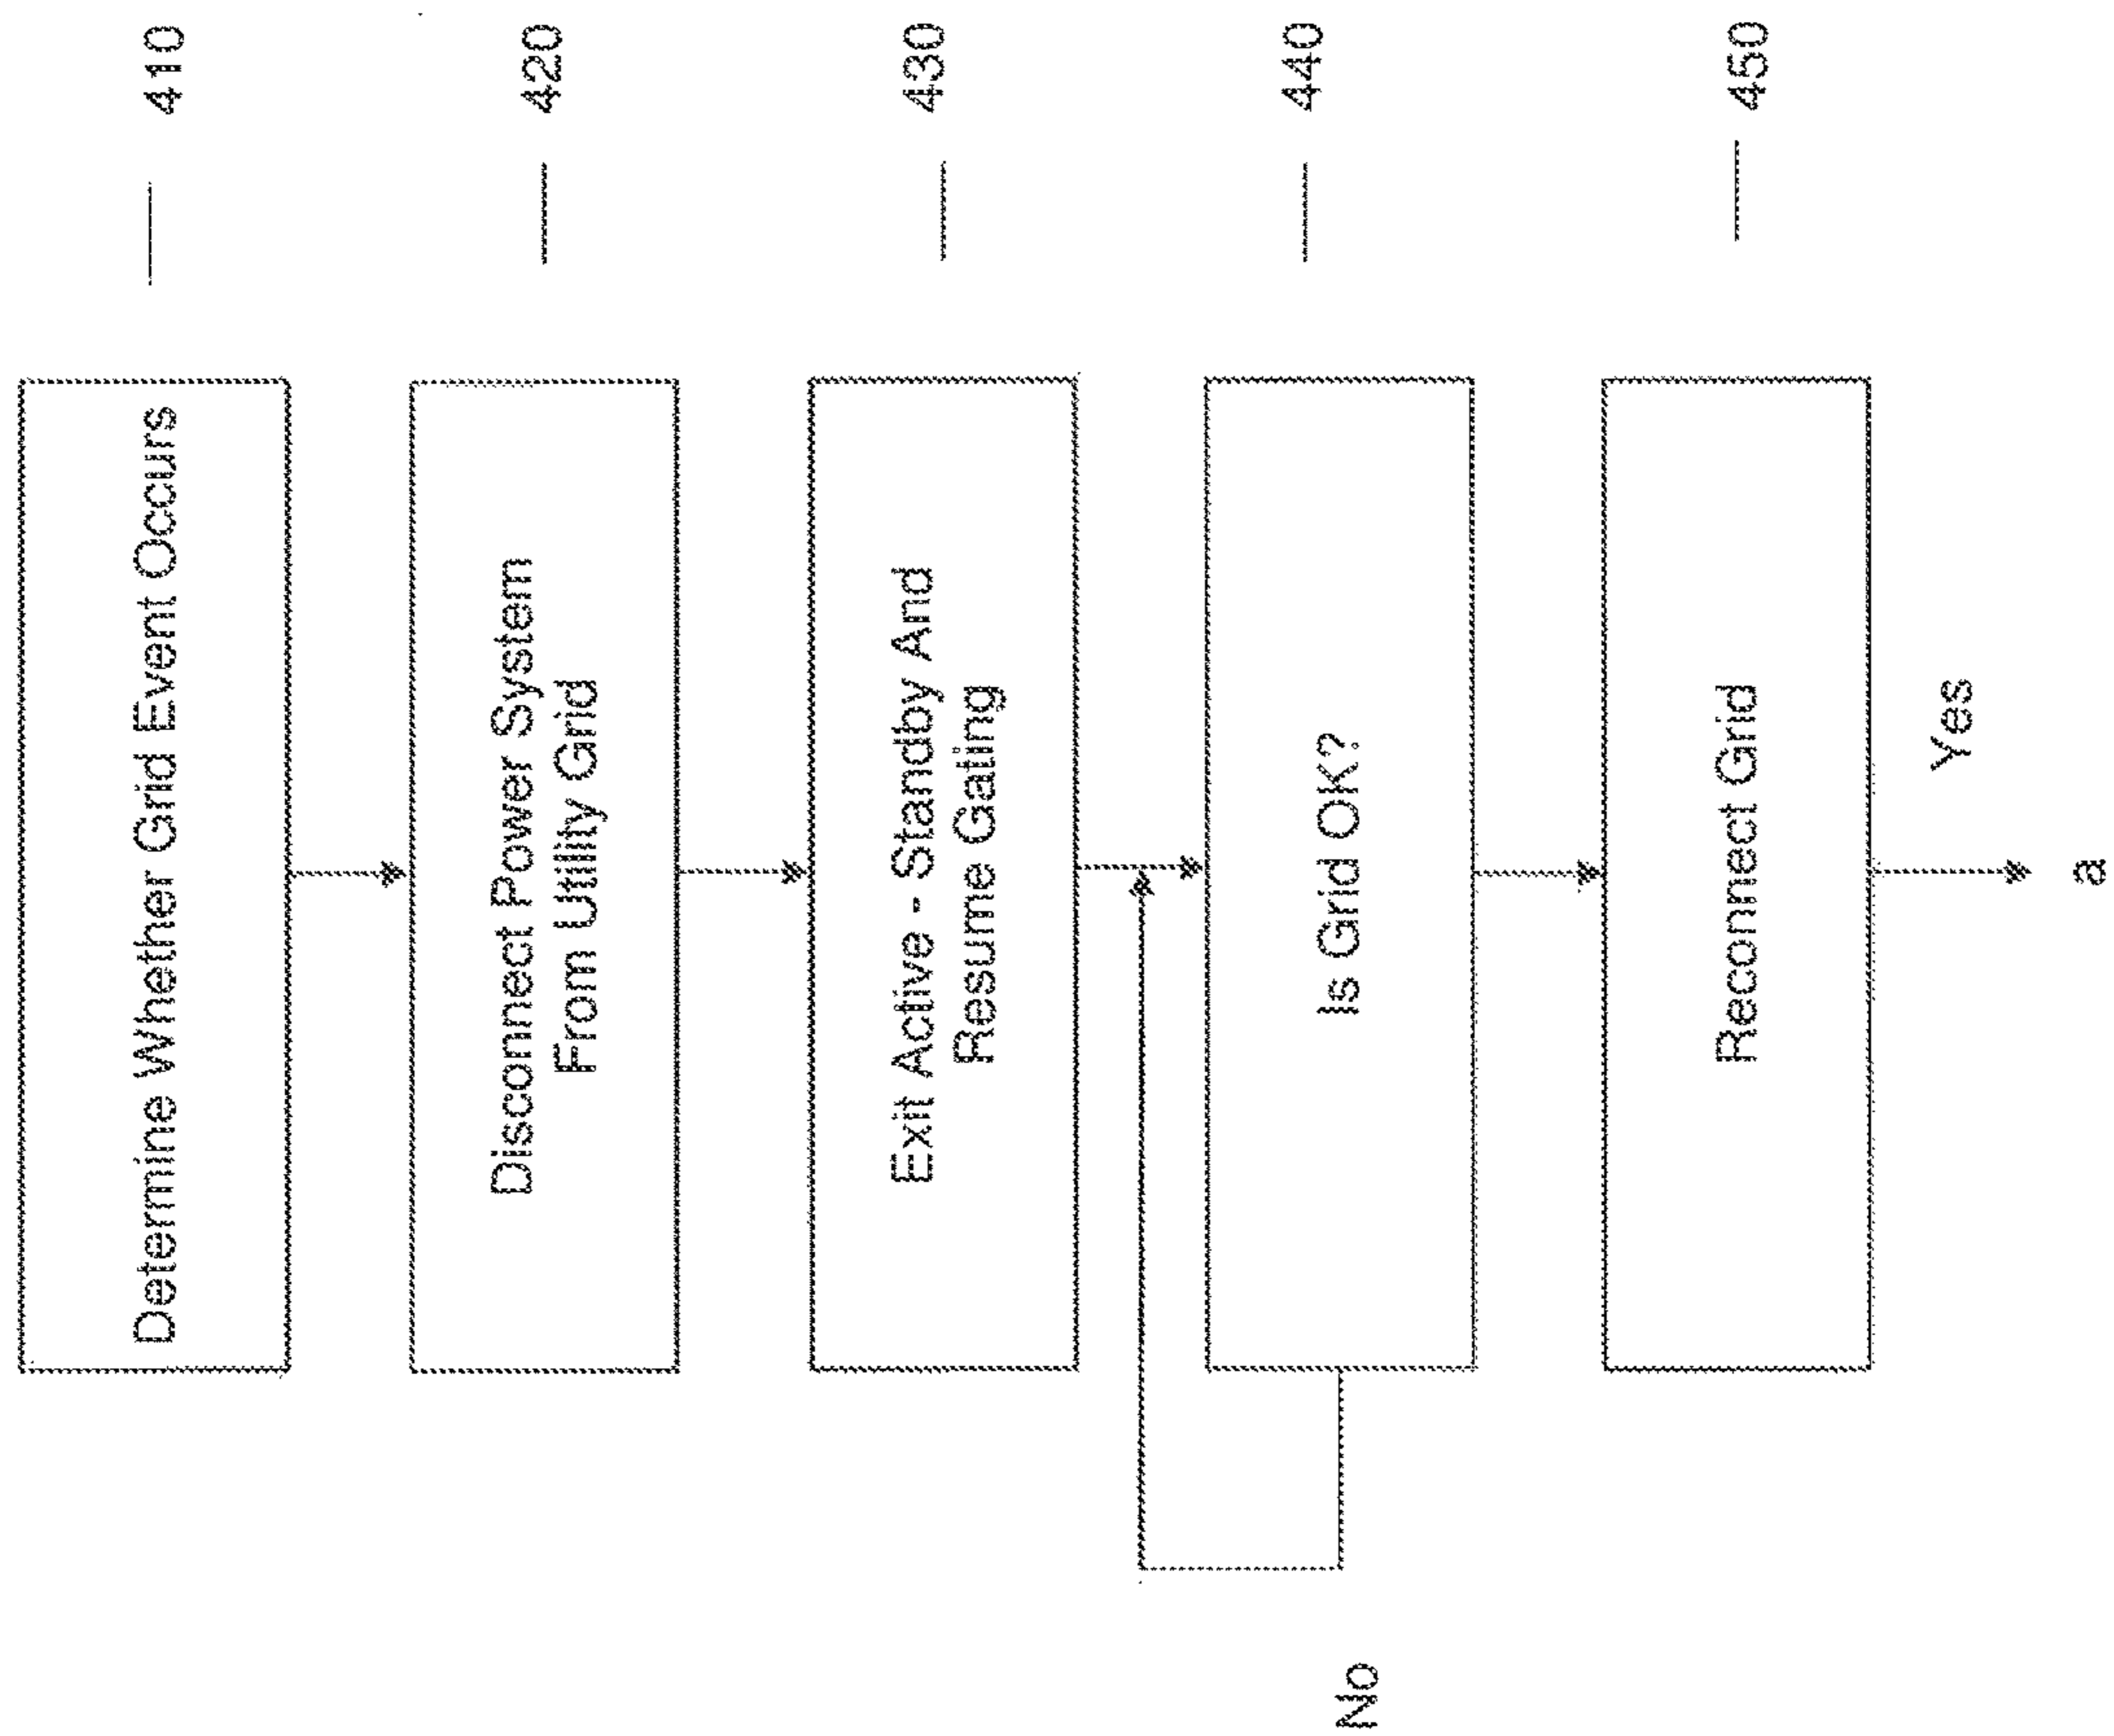 Determine Whether Grid Event Occurs
410
Disconnect Power System
From Utility Grid
420
Exit Active - Standby And
Resume Gating
430
Is Grid OK?
440
No
Reconnect Grid
450
Yes
a